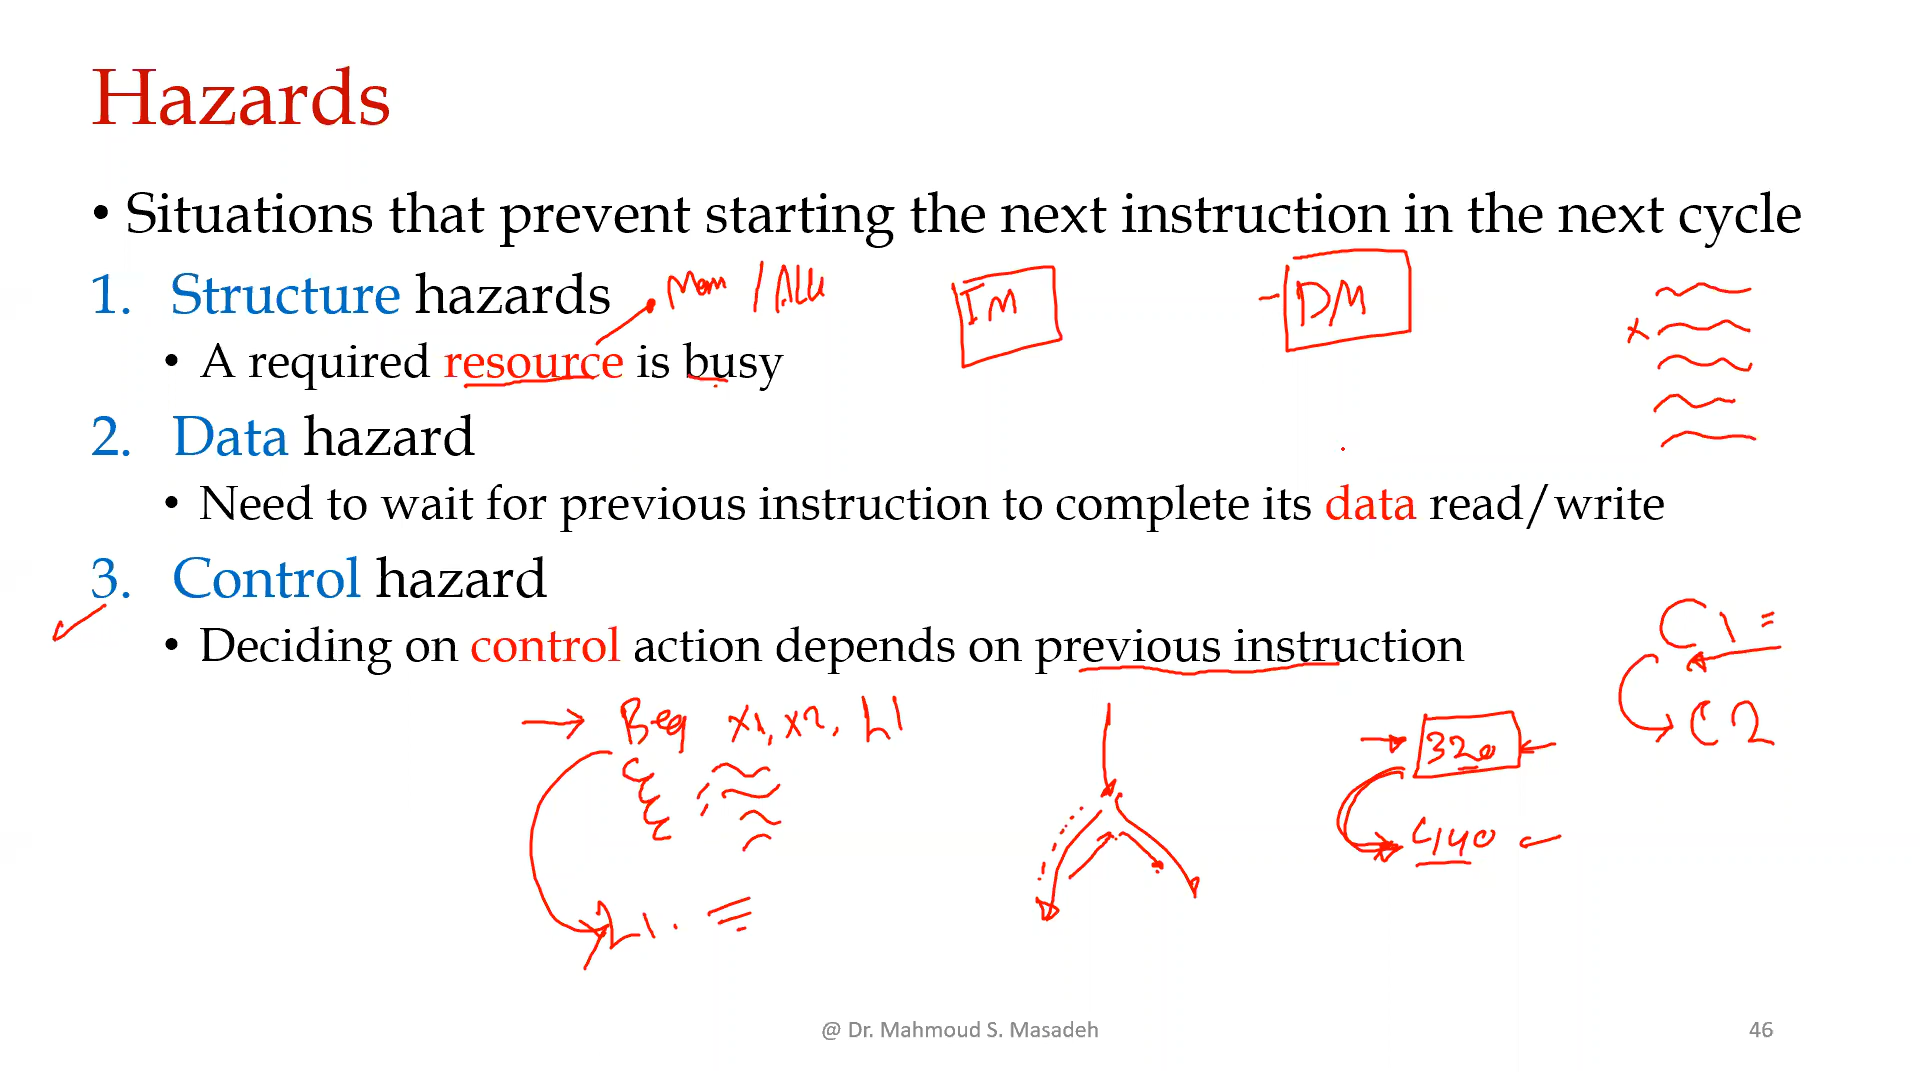 Hazards
• Situations that prevent starting the next instruction in the next cycle
1. Structure hazards
Mem / ALU
IM
DM
• A required resource is busy
2. Data hazard
• Need to wait for previous instruction to complete its data read/write
3. Control hazard
• Deciding on control action depends on previous instruction
C1 =
C2
Beq X1, X2, L1
320
440
L1.
@ Dr. Mahmoud S. Masadeh
46